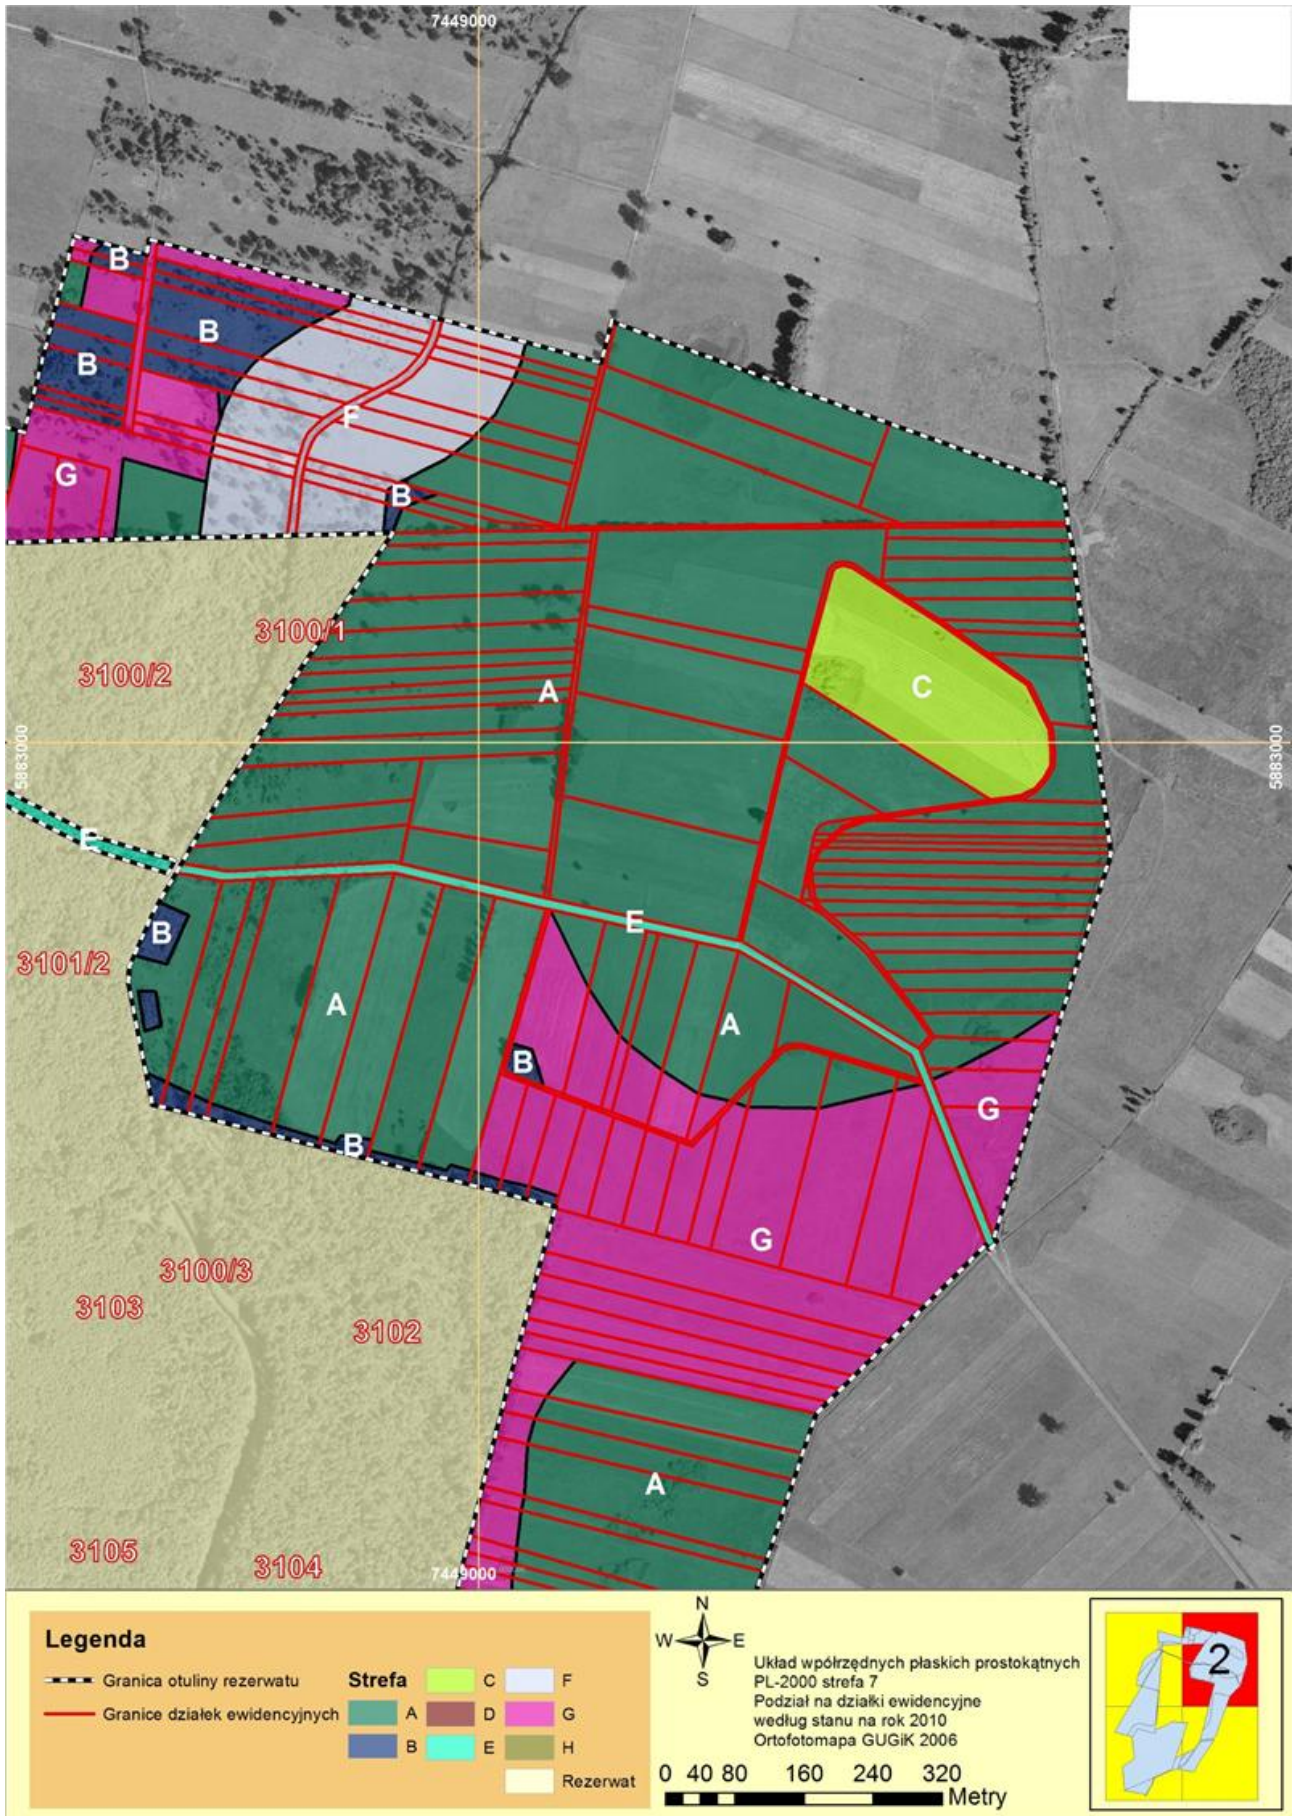 7449000
B
B
B
F
G
B
3100/1
3100/2
A
C
5883000
5883000
E
B
E
3101/2
A
A
B
G
B
G
3100/3
3103
3102
A
3105
3104
7449000
Legenda
Granica otuliny rezerwatu
Granice działek ewidencyjnych
Strefa
A
B
C
D
E
F
G
H
Rezerwat
N
W
E
S
Układ wpółrzędnych płaskich prostokątnych
PL-2000 strefa 7
Podział na działki ewidencyjne
według stanu na rok 2010
Ortofotomapa GUGiK 2006
0 40 80 160 240 320
Metry
2